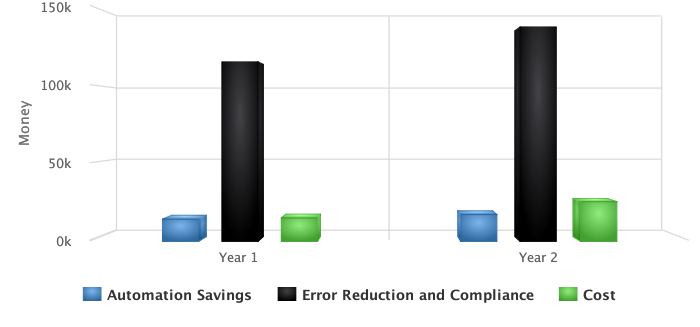 150k
100k
50k
0k
Money
Year 1
Year 2
Automation Savings
Error Reduction and Compliance
Cost